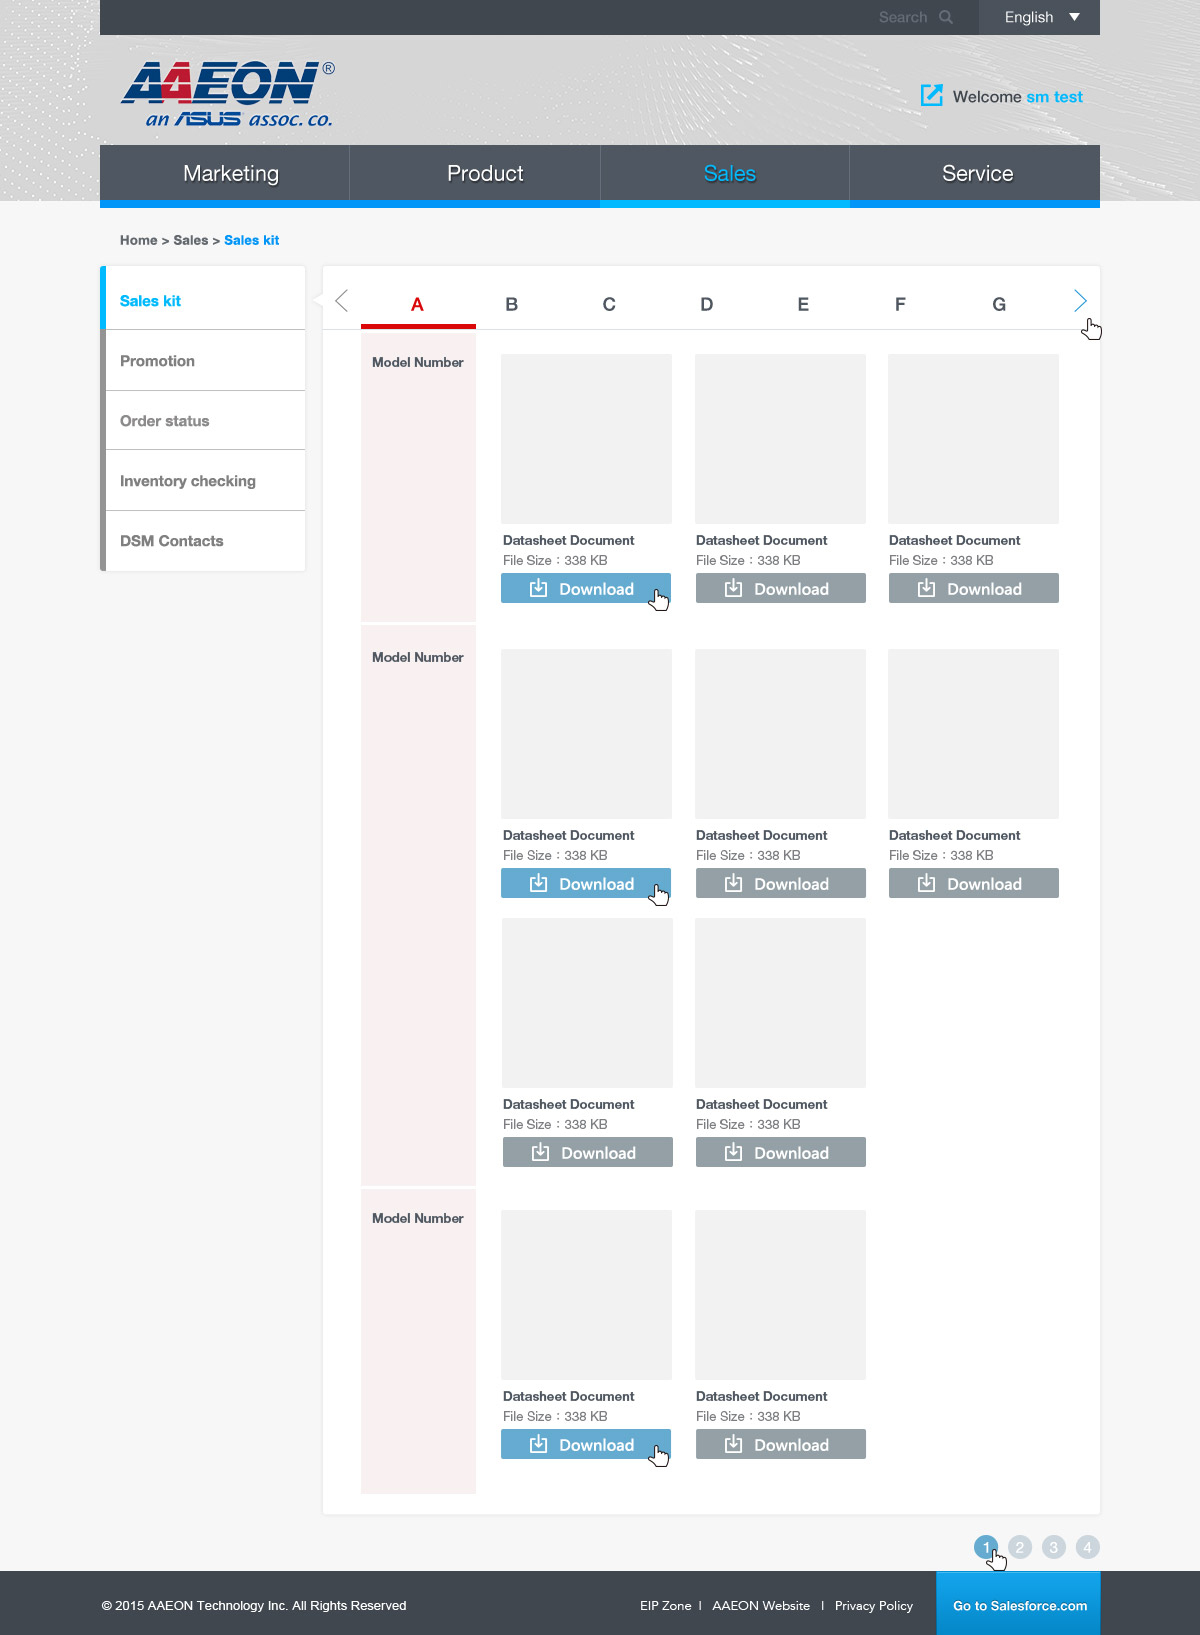 Search
English
AAEON®
an ASUS assoc. co.
Welcome sm test
Marketing
Product
Sales
Service
Home > Sales > Sales kit
Sales kit
Promotion
Order status
Inventory checking
DSM Contacts
A B C D E F G
Model Number
Datasheet Document
File Size：338 KB
Download
Datasheet Document
File Size：338 KB
Download
Datasheet Document
File Size：338 KB
Download
Model Number
Datasheet Document
File Size：338 KB
Download
Datasheet Document
File Size：338 KB
Download
Datasheet Document
File Size：338 KB
Download
Datasheet Document
File Size：338 KB
Download
Datasheet Document
File Size：338 KB
Download
Model Number
Datasheet Document
File Size：338 KB
Download
Datasheet Document
File Size：338 KB
Download
1 2 3 4
© 2015 AAEON Technology Inc. All Rights Reserved
EIP Zone | AAEON Website | Privacy Policy
Go to Salesforce.com